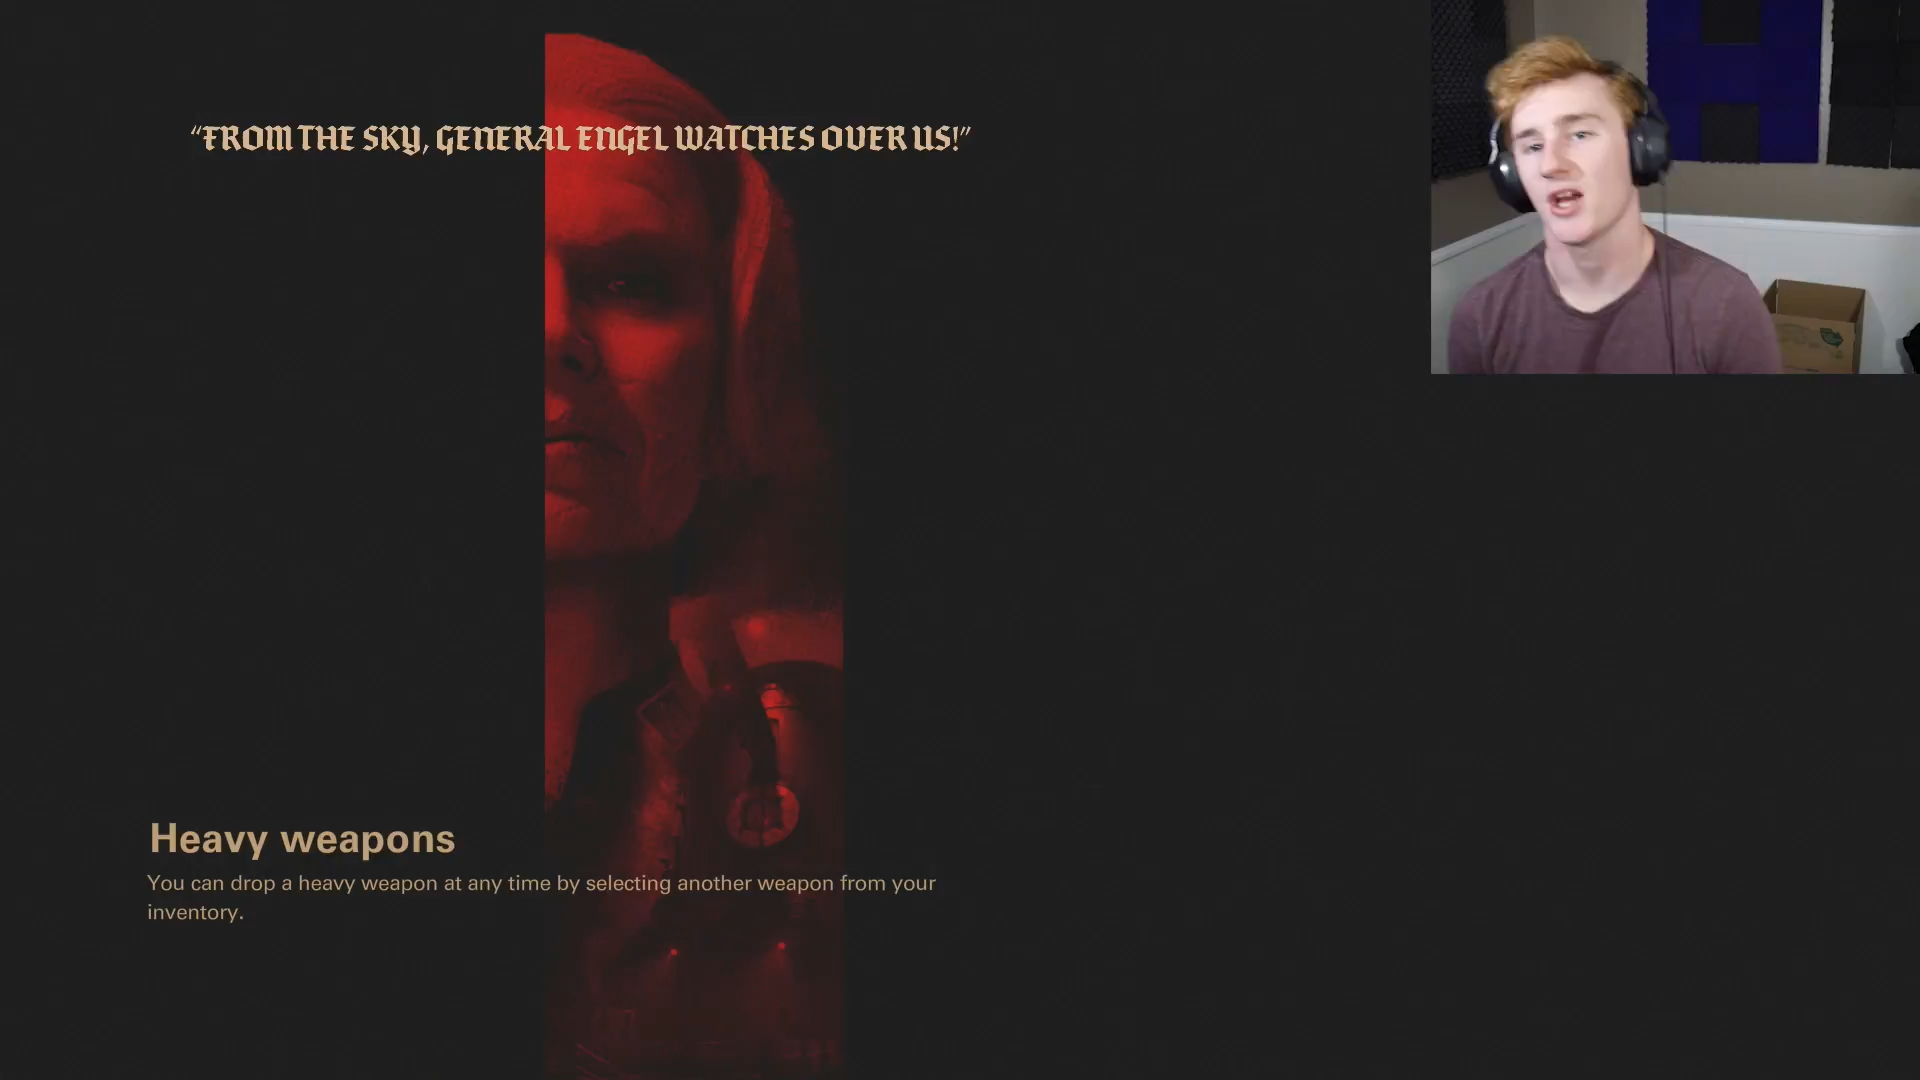 “FROM THE SKY, GENERAL ENGEL WATCHES OVER US!”
Heavy weapons
You can drop a heavy weapon at any time by selecting another weapon from your
inventory.